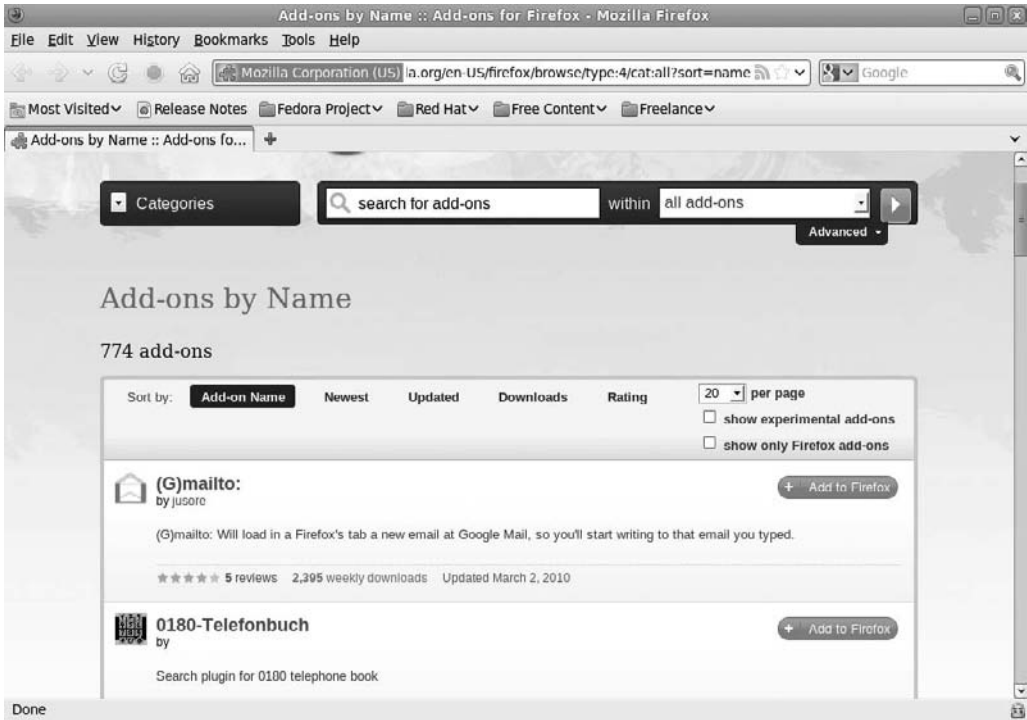 Add-ons by Name :: Add-ons for Firefox - Mozilla Firefox
File Edit View History Bookmarks Tools Help
Mozilla Corporation (US) la.org/en-US/firefox/browse/type:4/cat:all?sort=name Google
Most Visited Release Notes Fedora Project Red Hat Free Content Freelance
Add-ons by Name :: Add-ons fo...
Categories search for add-ons within all add-ons
Advanced
Add-ons by Name
774 add-ons
Sort by: Add-on Name Newest Updated Downloads Rating 20 per page
show experimental add-ons
show only Firefox add-ons
(G)mailto: Add to Firefox
by jusore
(G)mailto: Will load in a Firefox's tab a new email at Google Mail, so you'll start writing to that email you typed.
5 reviews 2,395 weekly downloads Updated March 2, 2010
0180-Telefonbuch Add to Firefox
by
Search plugin for 0180 telephone book
Done